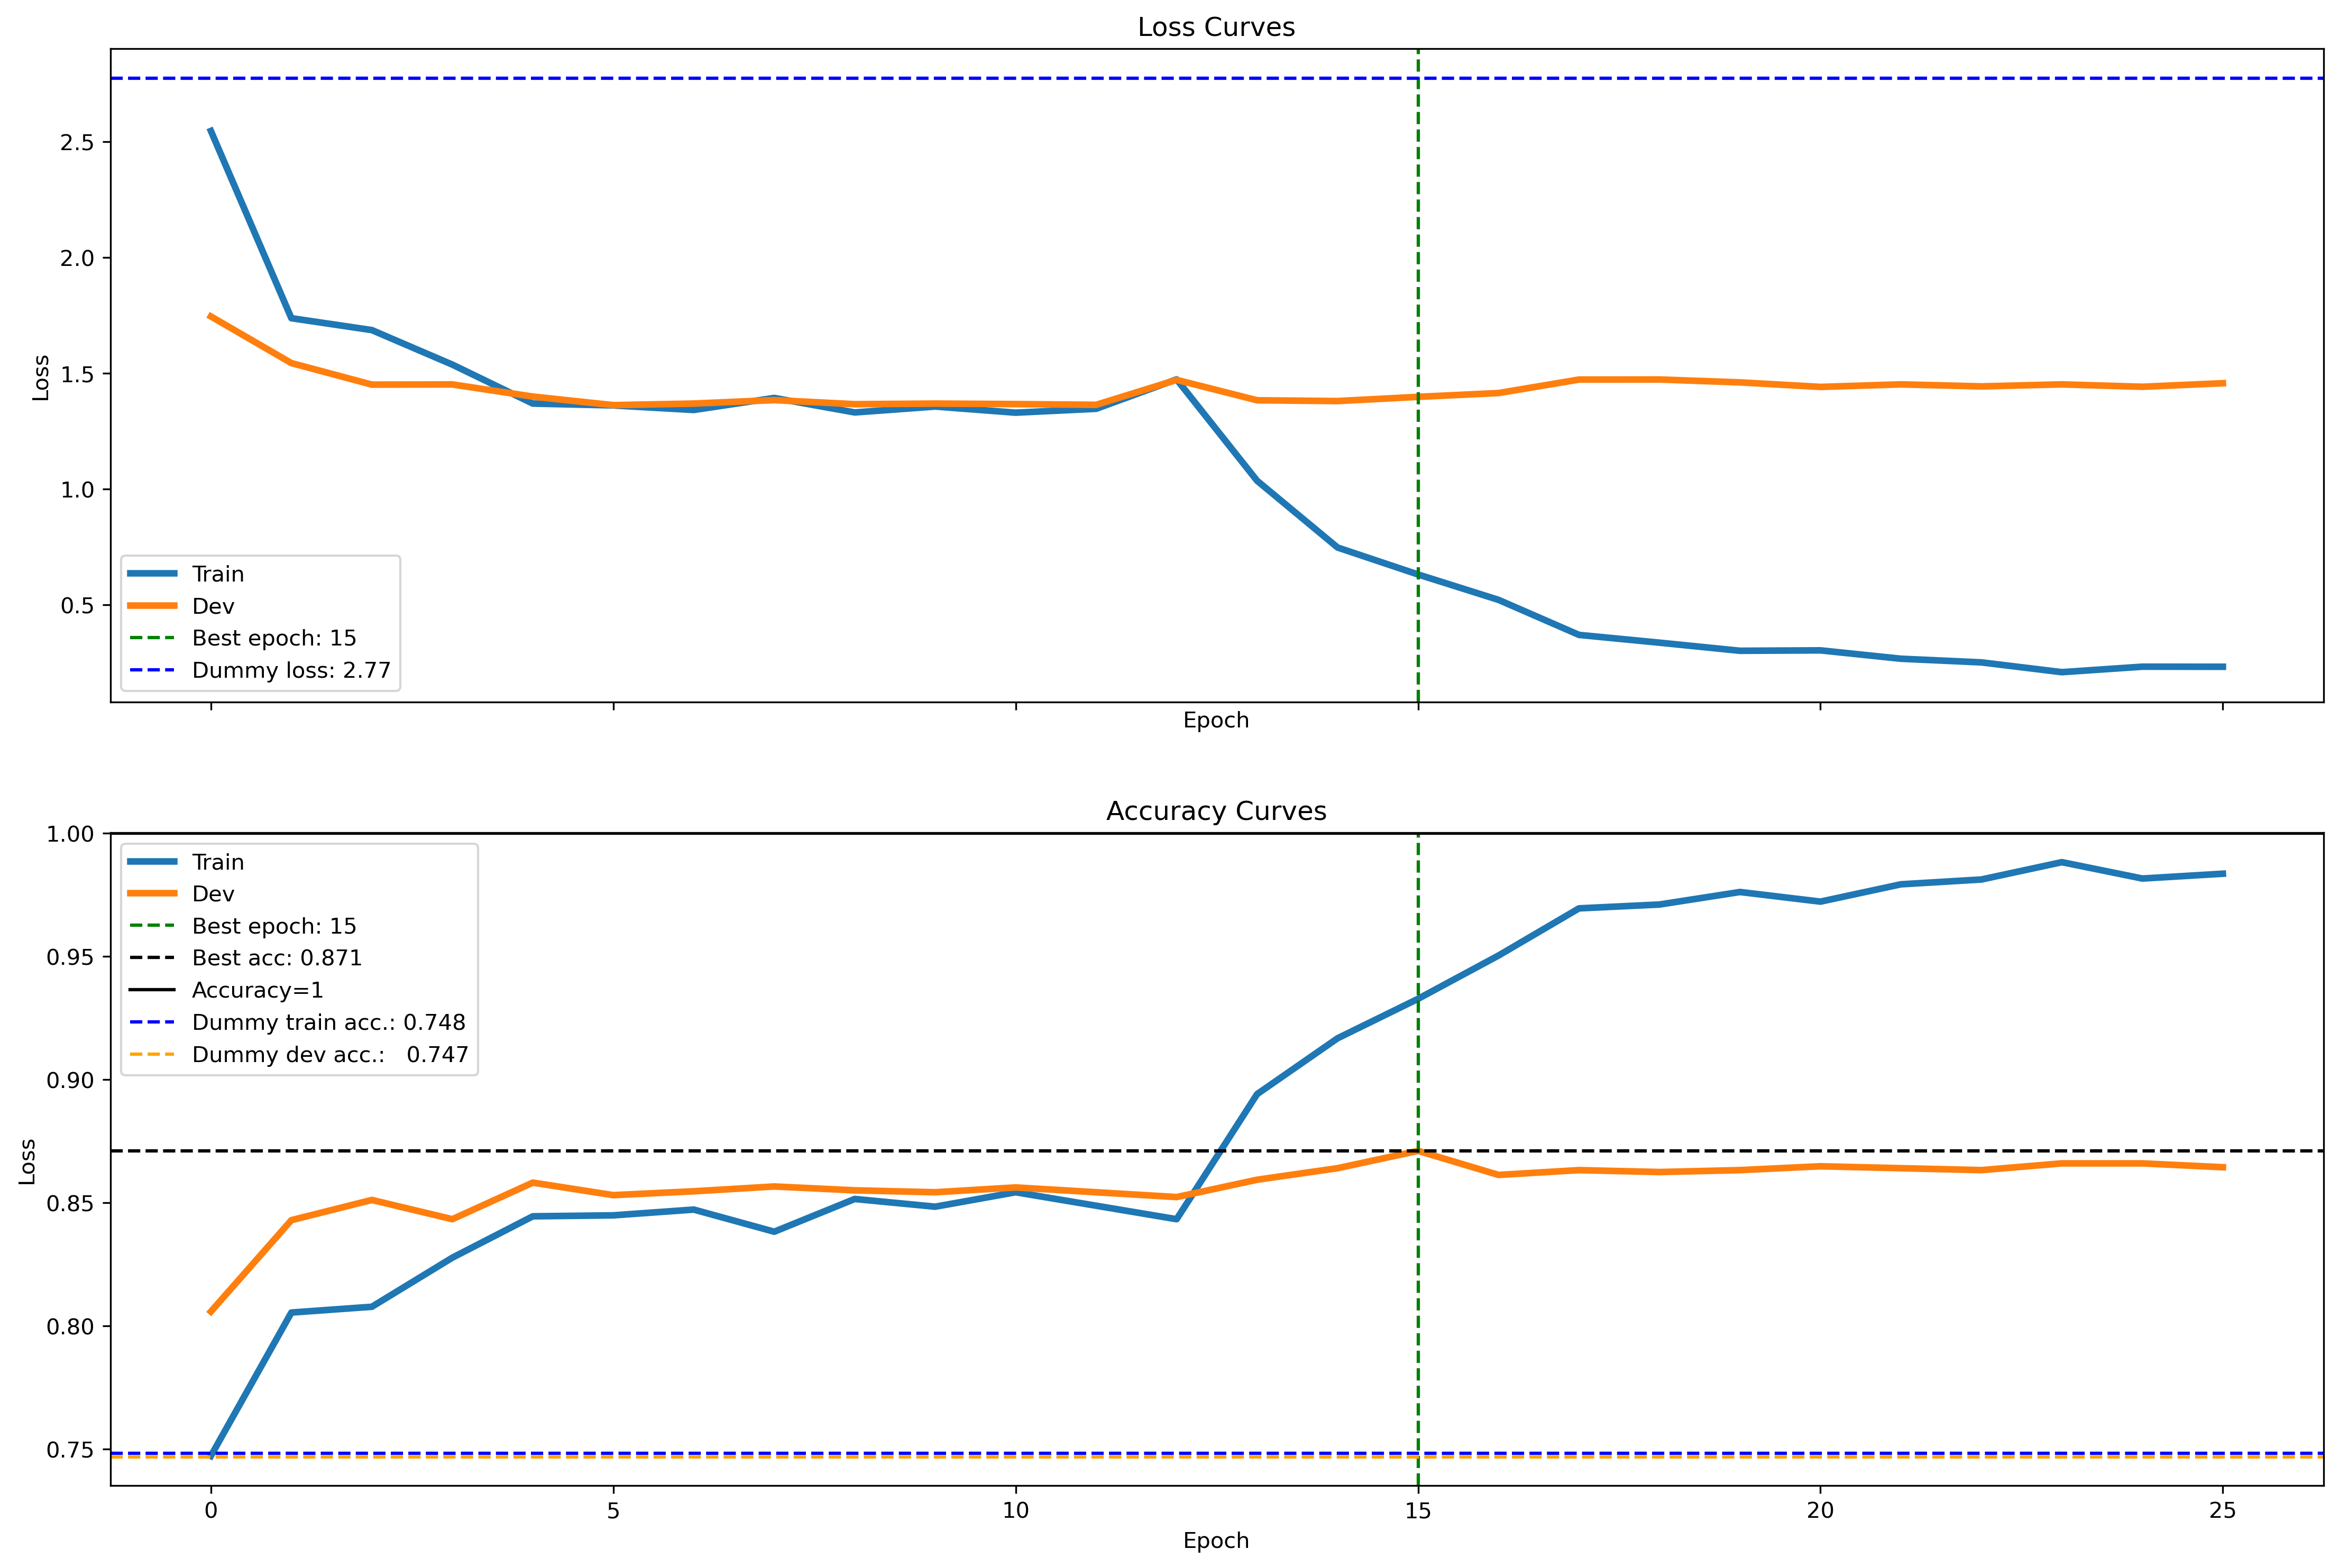 Loss Curves
2.5
2.0
1.5
1.0
0.5
Loss
Train
Dev
Best epoch: 15
Dummy loss: 2.77
Epoch
Accuracy Curves
1.00
0.95
0.90
0.85
0.80
0.75
Loss
Train
Dev
Best epoch: 15
Best acc: 0.871
Accuracy=1
Dummy train acc.: 0.748
Dummy dev acc.:   0.747
0 5 10 15 20 25
Epoch